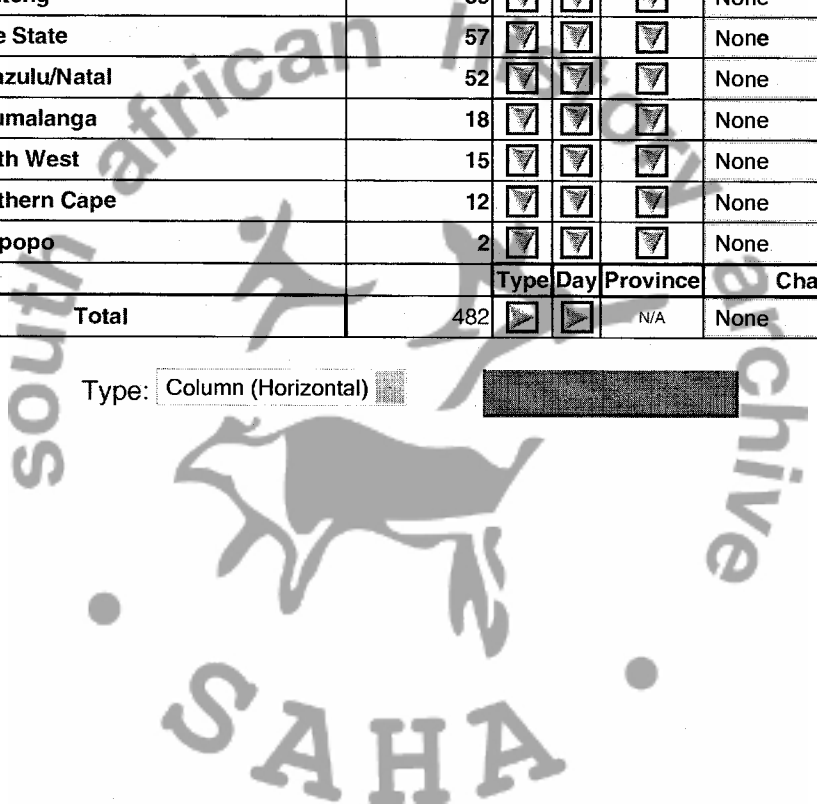 e State 57 None
azulu/Natal 52 None
umalanga 18 None
th West 15 None
thern Cape 12 None
popo 2 None
Type Day Province Cha
Total 482 N/A None
Type: Column (Horizontal)
south african history archive
SAHA